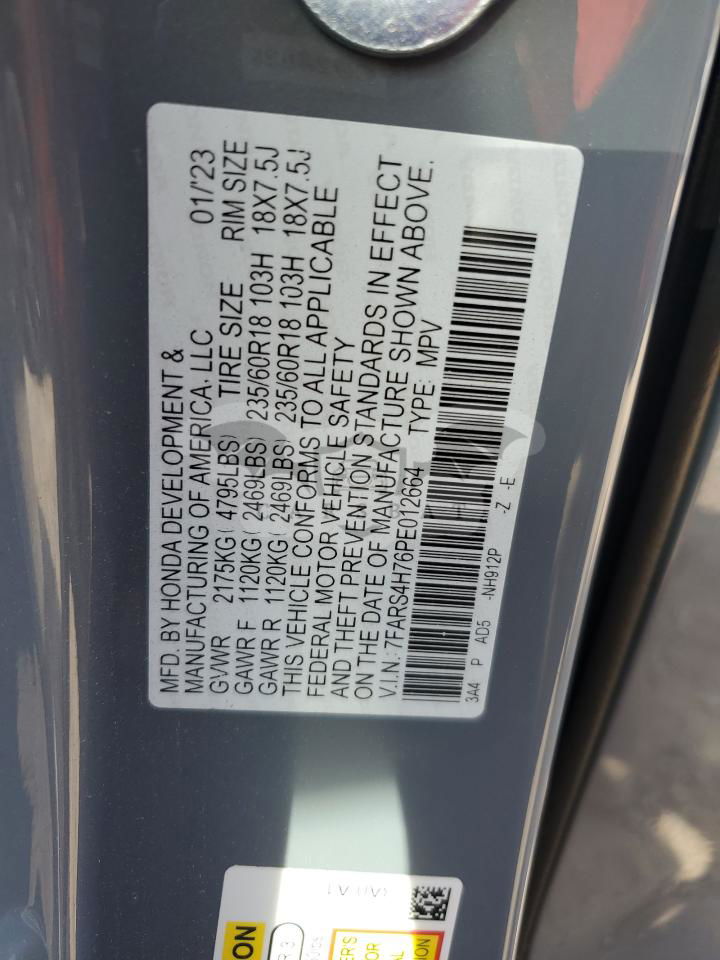 MFD. BY HONDA DEVELOPMENT &
MANUFACTURING OF AMERICA, LLC 01/'23
GVWR 2175KG( 4795LBS) TIRE SIZE RIM SIZE
GAWR F 1120KG( 2469LBS) 235/60R18 103H 18X7.5J
GAWR R 1120KG( 2469LBS) 235/60R18 103H 18X7.5J
THIS VEHICLE CONFORMS TO ALL APPLICABLE
FEDERAL MOTOR VEHICLE SAFETY
AND THEFT PREVENTION STANDARDS IN EFFECT
ON THE DATE OF MANUFACTURE SHOWN ABOVE.
V.I.N.: 7FARS4H76PE012664 TYPE: MPV
3A4 P AD5 -NH912P -Z -E